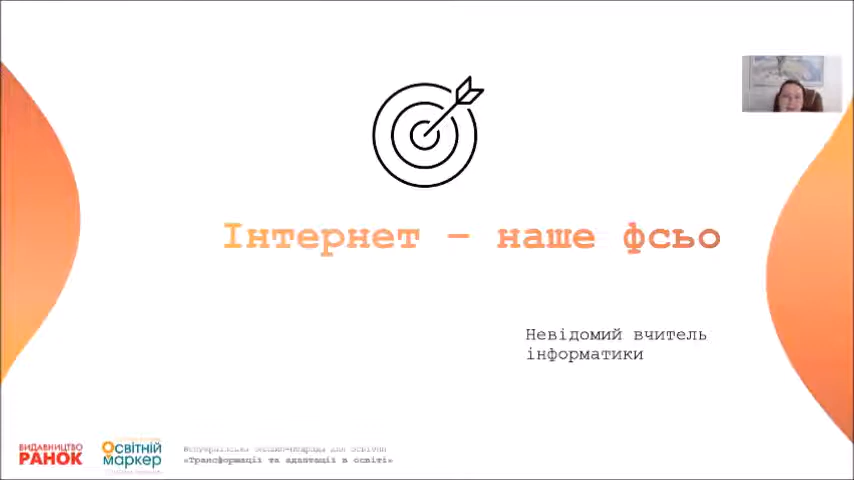 Інтернет – наше фсьо
Невідомий вчитель
інформатики
ВИДАВНИЦТВО
РАНОК
Освітній
маркер
«Трансформації та адаптації в освіті»